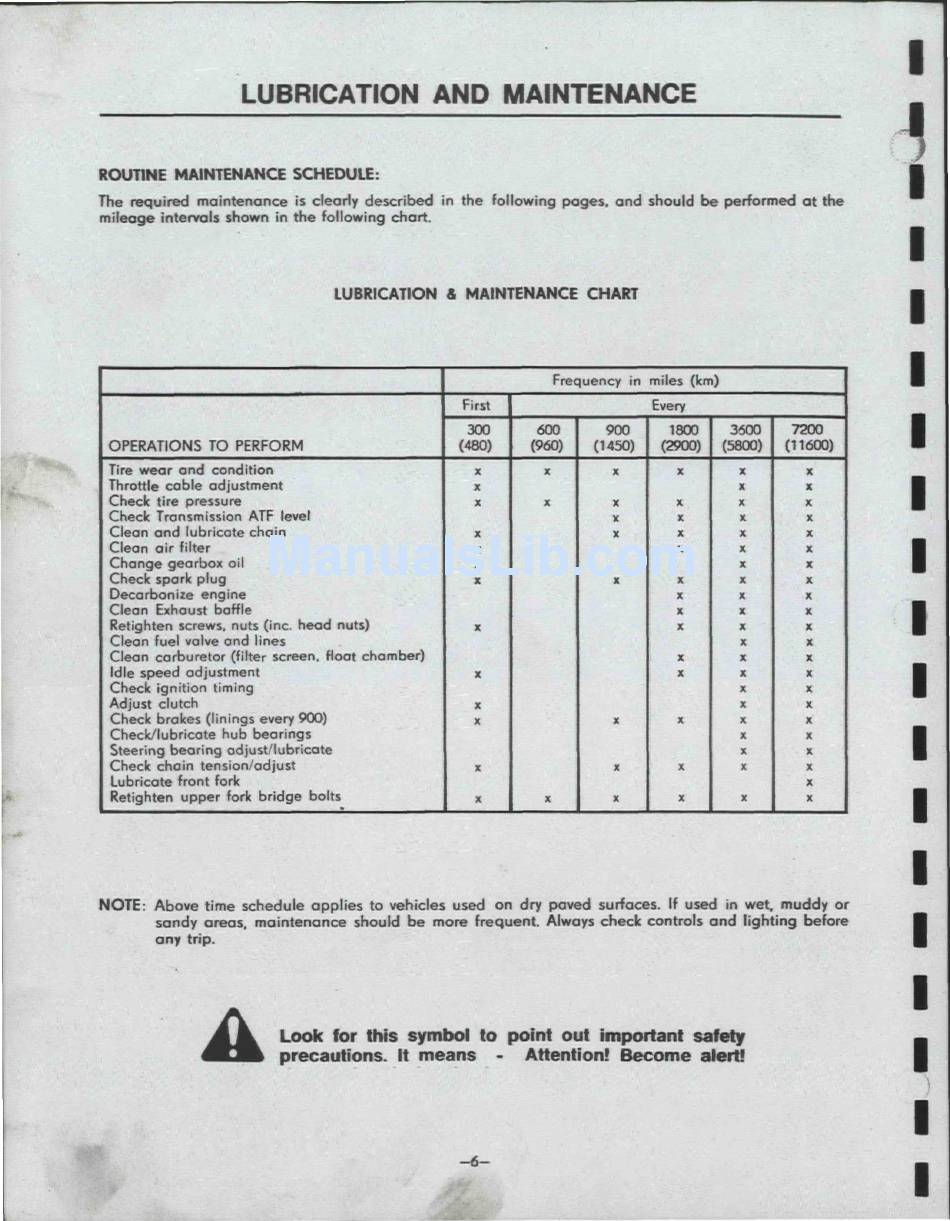 LUBRICATION AND MAINTENANCE
ROUTINE MAINTENANCE SCHEDULE:
The required maintenance is clearly described in the following pages, and should be performed at the
mileage intervals shown in the following chart.
LUBRICATION & MAINTENANCE CHART
Frequency in miles (km)
First Every
300 600 900 1800 3600 7200
OPERATIONS TO PERFORM (480) (960) (1450) (2900) (5800) (11600)
Tire wear and condition x x x x x x
Throttle cable adjustment x x x
Check tire pressure x x x x x x
Check Transmission ATF level x x x x
Clean and lubricate chain x x x x x
Clean air filter x x
Change gearbox oil x x
Check spark plug x x x x x
Decarbonize engine x x x
Clean Exhaust baffle x x x
Retighten screws, nuts (inc. head nuts) x x x x
Clean fuel valve and lines x x
Clean carburetor (filter screen, float chamber) x x x
Idle speed adjustment x x x x
Check ignition timing x x
Adjust clutch x x x
Check brakes (linings every 900) x x x x x
Check/lubricate hub bearings x x
Steering bearing adjust/lubricate x x
Check chain tension/adjust x x x x x
Lubricate front fork x
Retighten upper fork bridge bolts x x x x x x
ManualsLib.com
NOTE: Above time schedule applies to vehicles used on dry paved surfaces. If used in wet, muddy or
sandy areas, maintenance should be more frequent. Always check controls and lighting before
any trip.
Look for this symbol to point out important safety
precautions. It means - Attention! Become alert!
–6–